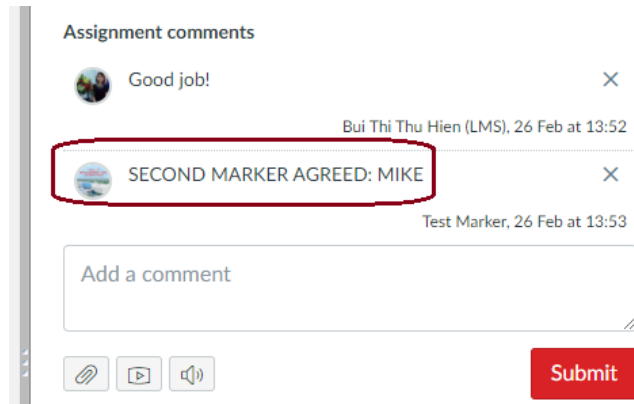 Assignment comments
Good job!
Bui Thi Thu Hien (LMS), 26 Feb at 13:52
SECOND MARKER AGREED: MIKE
Test Marker, 26 Feb at 13:53
Add a comment
Submit